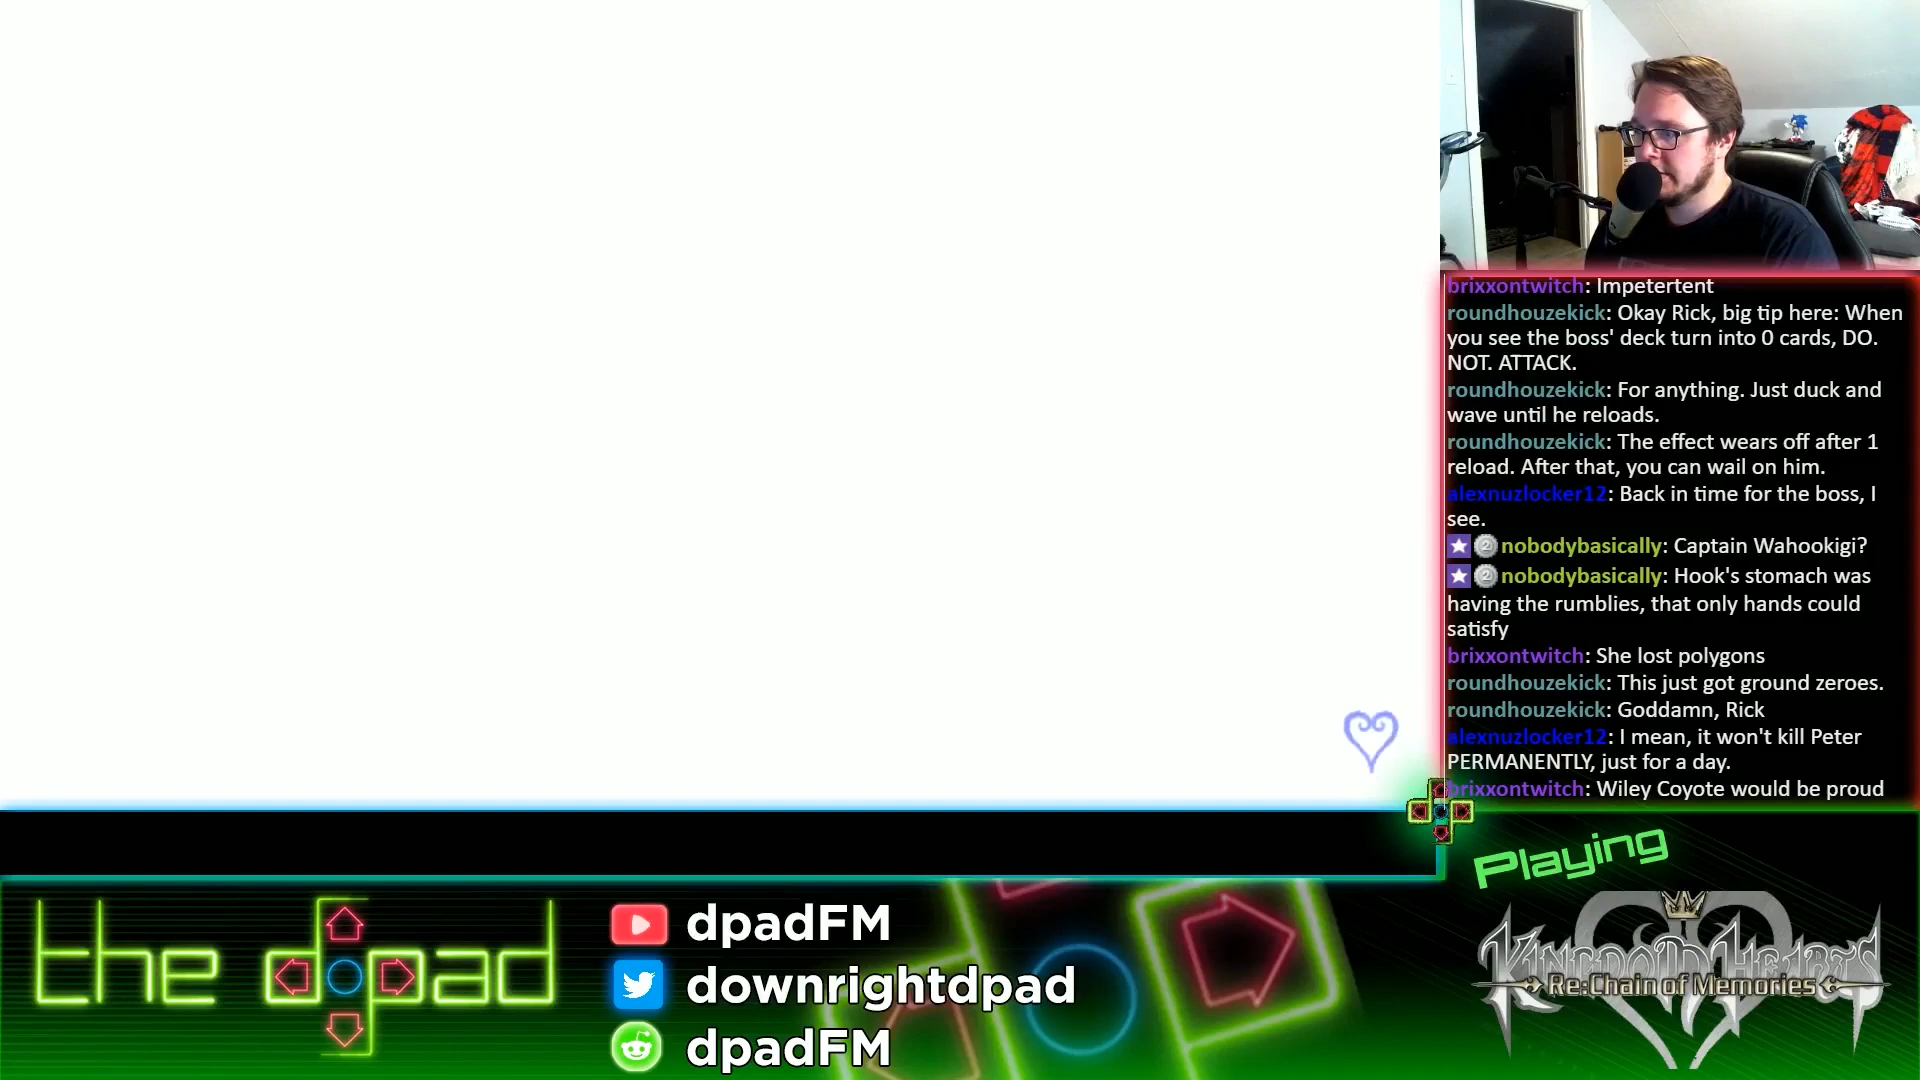 brixxontwitch: Impetertent
roundhouzekick: Okay Rick, big tip here: When
you see the boss' deck turn into 0 cards, DO.
NOT. ATTACK.
roundhouzekick: For anything. Just duck and
wave until he reloads.
roundhouzekick: The effect wears off after 1
reload. After that, you can wail on him.
alexnuzlocker12: Back in time for the boss, I
see.
2 nobodybasically: Captain Wahookigi?
2 nobodybasically: Hook's stomach was
having the rumblies, that only hands could
satisfy
brixxontwitch: She lost polygons
roundhouzekick: This just got ground zeroes.
roundhouzekick: Goddamn, Rick
alexnuzlocker12: I mean, it won't kill Peter
PERMANENTLY, just for a day.
brixxontwitch: Wiley Coyote would be proud
Playing
KINGDOM HEARTS
Re:Chain of Memories
the dpad
dpadFM
downrightdpad
dpadFM